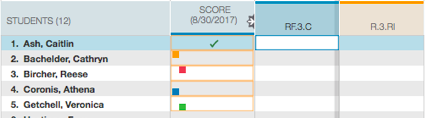 STUDENTS (12) SCORE (8/30/2017) RF.3.C R.3.RI
1. Ash, Caitlin
2. Bachelder, Cathryn
3. Bircher, Reese
4. Coronis, Athena
5. Getchell, Veronica